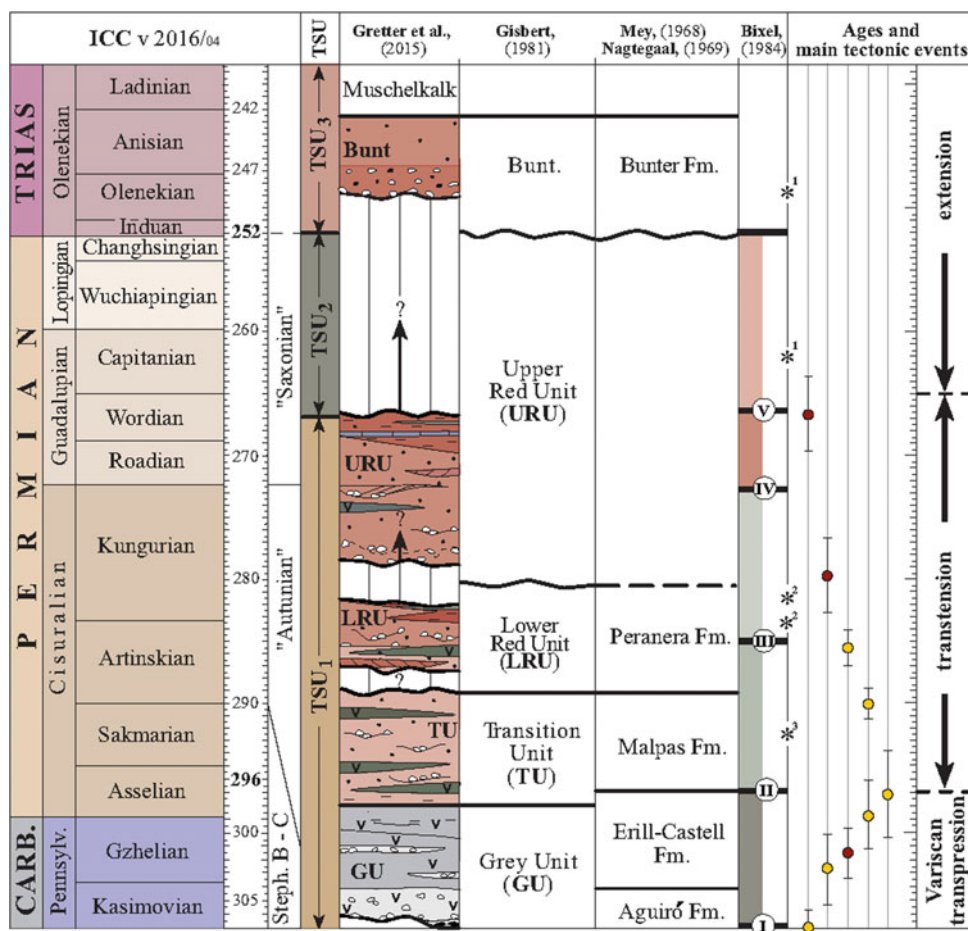 ICC v 2016/04
TSU
Gretter et al.,
(2015)
Gisbert,
(1981)
Mey, (1968)
Nagtegaal, (1969)
Bixel,
(1984)
Ages and
main tectonic events
TRIAS
PERMIAN
CARB.
Olenekian
Lopingian
Guadalupian
Cisuralian
Pennsylv.
Ladinian
Anisian
Olenekian
Induan
Changhsingian
Wuchiapingian
Capitanian
Wordian
Roadian
Kungurian
Artinskian
Sakmarian
Asselian
Gzhelian
Kasimovian
242
247
252
260
270
280
290
296
300
305
"Saxonian"
"Autunian"
Steph. B - C
TSU3
TSU2
TSU1
Muschelkalk
Bunt
?
URU
v
?
LRU
v
?
v
TU
v
v
v v
v v
v
GU
v v v
v v v
Bunt.
Upper
Red Unit
(URU)
Lower
Red Unit
(LRU)
Transition
Unit
(TU)
Grey Unit
(GU)
Bunter Fm.
Peranera Fm.
Malpas Fm.
Erill-Castell
Fm.
Aguiró Fm.
V
IV
III
II
I
*1
*1
*2
*2
*3
extension
transtension
Variscan
transpression